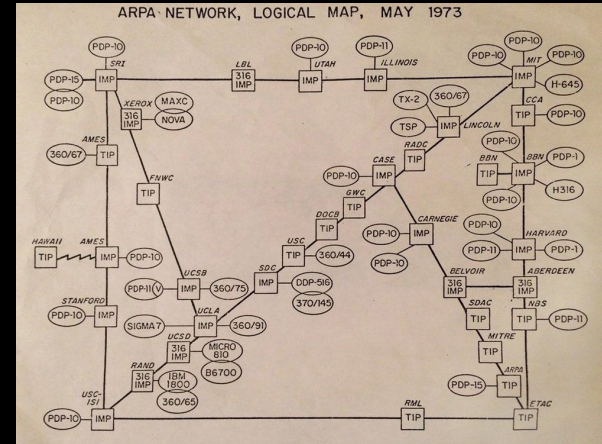 ARPA NETWORK, LOGICAL MAP, MAY 1973
PDP-10
SRI
PDP-15
IMP
PDP-10
LBL
316
IMP
PDP-10
UTAH
IMP
PDP-11
ILLINOIS
IMP
PDP-10
PDP-10
PDP-10
MIT
IMP
H-645
XEROX
316
IMP
MAXC
NOVA
TX-2
360/67
TSP
IMP
LINCOLN
CCA
TIP
PDP-10
AMES
360/67
TIP
RADC
TIP
CASE
PDP-10
IMP
BBN
TIP
PDP-10
BBN
IMP
PDP-1
H316
PDP-10
FNWC
TIP
GWC
TIP
DOCB
TIP
CARNEGIE
PDP-10
IMP
PDP-10
HARVARD
PDP-10
PDP-11
IMP
PDP-1
HAWAII
TIP
AMES
IMP
PDP-10
USC
TIP
360/44
SDC
IMP
DDP-516
370/145
BELVOIR
316
IMP
ABERDEEN
316
IMP
UCSB
PDP-11(V)
IMP
360/75
STANFORD
PDP-10
IMP
UCLA
SIGMA7
IMP
360/91
SDAC
TIP
NBS
TIP
PDP-11
UCSD
316
IMP
MICRO
810
B6700
MITRE
TIP
RAND
316
IMP
IBM
1800
360/65
ARPA
PDP-15
TIP
USC-
ISI
PDP-10
IMP
RML
TIP
ETAC
TIP